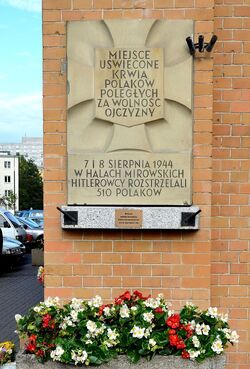 MIEJSCE
UŚWIĘCONE
KRWIĄ
POLAKÓW
POLEGŁYCH
ZA WOLNOŚĆ
OJCZYZNY
7 I 8 SIERPNIA 1944
W HALACH MIROWSKICH
HITLEROWCY ROZSTRZELALI
510 POLAKÓW